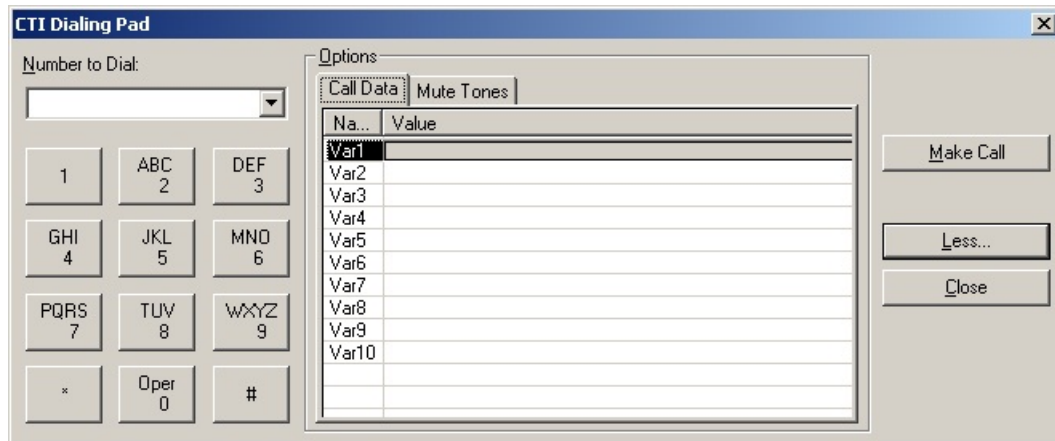 CTI Dialing Pad
Number to Dial:
1
ABC
2
DEF
3
GHI
4
JKL
5
MNO
6
PQRS
7
TUV
8
WXYZ
9
*
Oper
0
#
Options
Call Data
Mute Tones
Na... Value
Var1
Var2
Var3
Var4
Var5
Var6
Var7
Var8
Var9
Var10
Make Call
Less...
Close